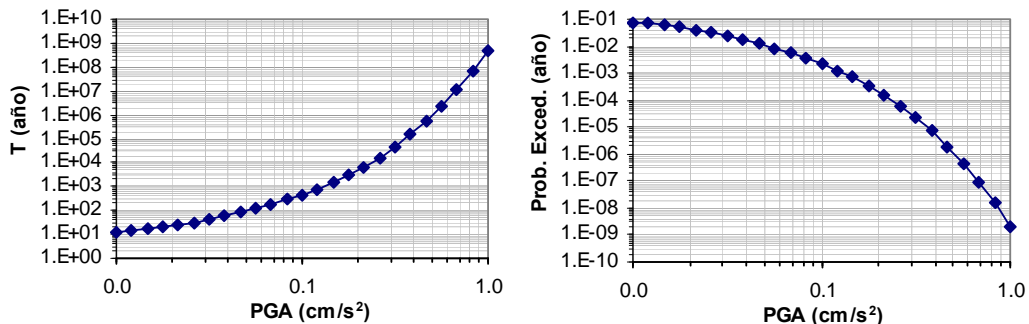 T (año)
1.E+10
1.E+09
1.E+08
1.E+07
1.E+06
1.E+05
1.E+04
1.E+03
1.E+02
1.E+01
1.E+00
0.0 0.1 1.0
PGA (cm/s²)
Prob. Exced. (año)
1.E-01
1.E-02
1.E-03
1.E-04
1.E-05
1.E-06
1.E-07
1.E-08
1.E-09
1.E-10
0.0 0.1 1.0
PGA (cm/s²)